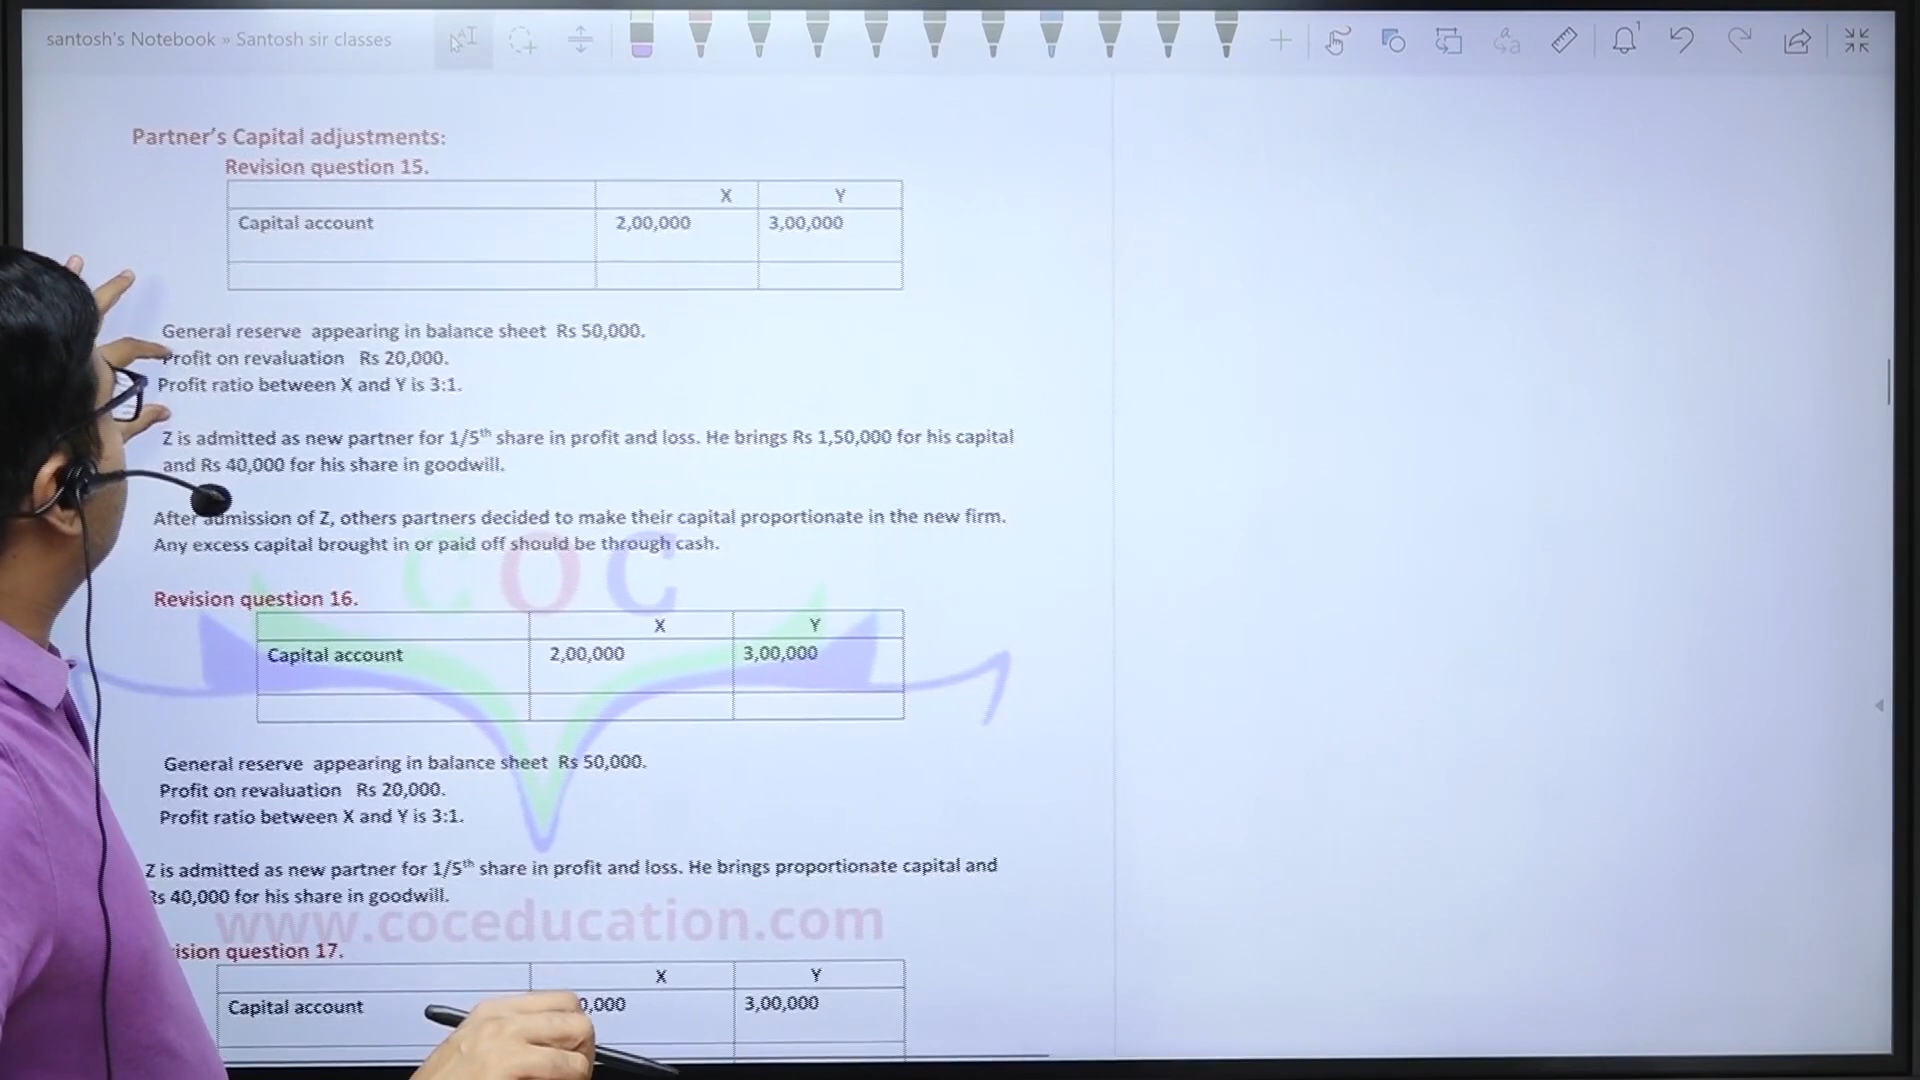 santosh's Notebook » Santosh sir classes
Partner's Capital adjustments:
Revision question 15.
X Y
Capital account 2,00,000 3,00,000
General reserve appearing in balance sheet Rs 50,000.
Profit on revaluation Rs 20,000.
Profit ratio between X and Y is 3:1.
Z is admitted as new partner for 1/5th share in profit and loss. He brings Rs 1,50,000 for his capital
and Rs 40,000 for his share in goodwill.
After admission of Z, others partners decided to make their capital proportionate in the new firm.
Any excess capital brought in or paid off should be through cash.
COC
Revision question 16.
X Y
Capital account 2,00,000 3,00,000
General reserve appearing in balance sheet Rs 50,000.
Profit on revaluation Rs 20,000.
Profit ratio between X and Y is 3:1.
Z is admitted as new partner for 1/5th share in profit and loss. He brings proportionate capital and
Rs 40,000 for his share in goodwill.
www.coceducation.com
ision question 17.
X Y
Capital account 0,000 3,00,000